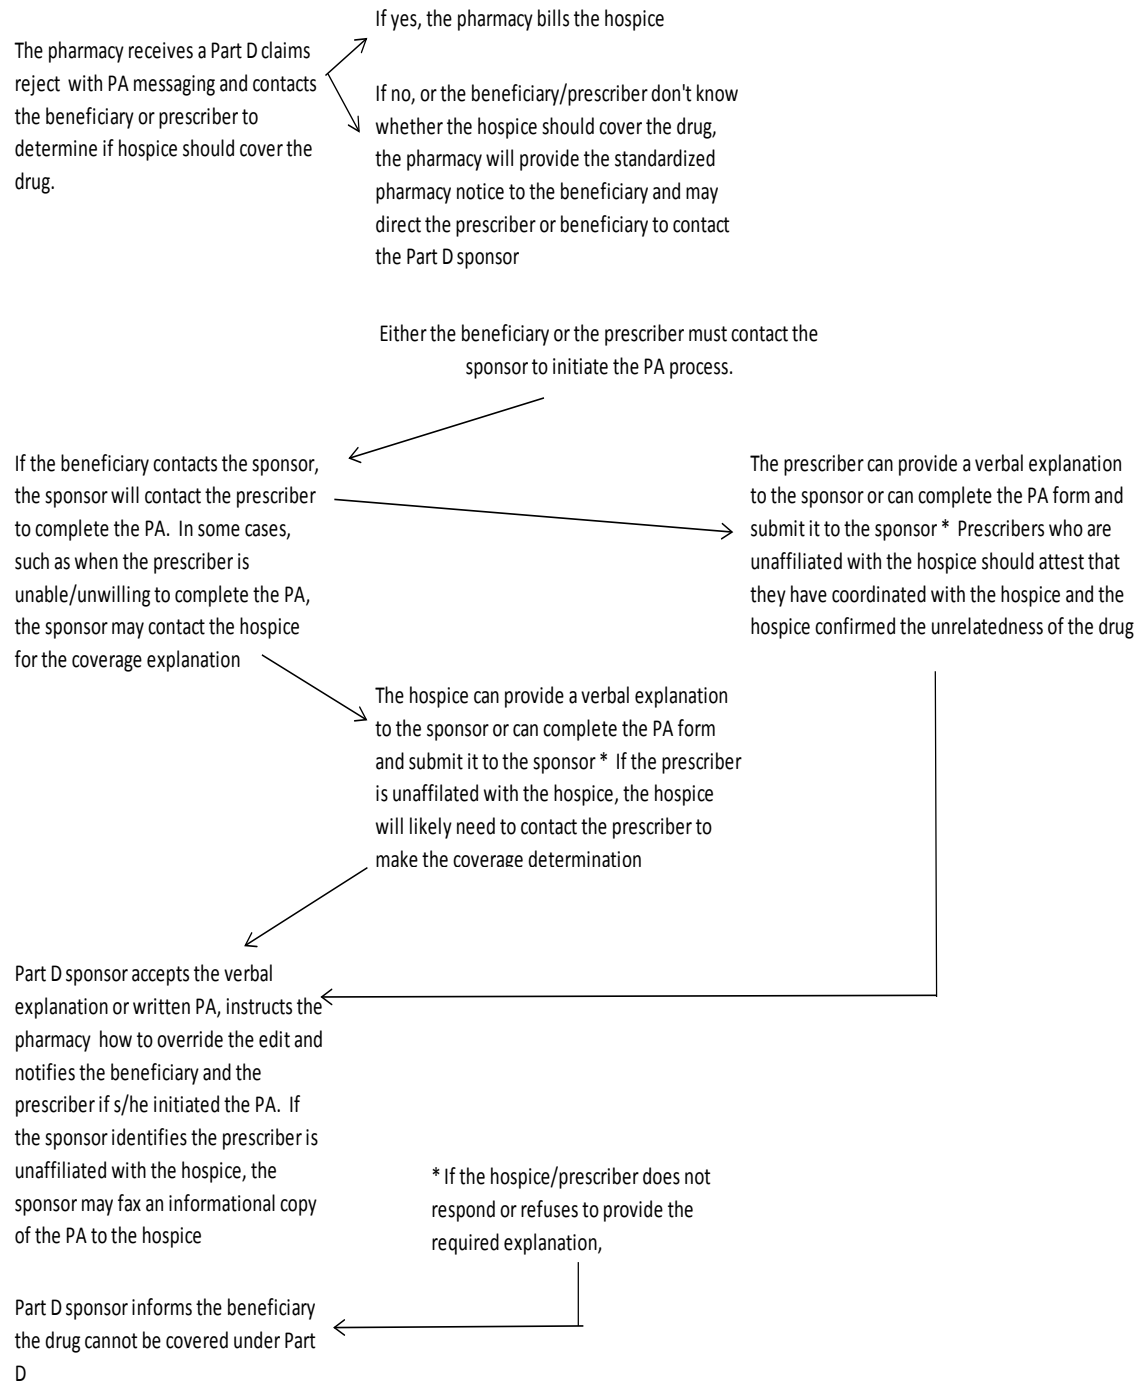 If yes, the pharmacy bills the hospice
The pharmacy receives a Part D claims
reject with PA messaging and contacts
the beneficiary or prescriber to
determine if hospice should cover the
drug.
If no, or the beneficiary/prescriber don't know
whether the hospice should cover the drug,
the pharmacy will provide the standardized
pharmacy notice to the beneficiary and may
direct the prescriber or beneficiary to contact
the Part D sponsor
Either the beneficiary or the prescriber must contact the
sponsor to initiate the PA process.
If the beneficiary contacts the sponsor,
the sponsor will contact the prescriber
to complete the PA. In some cases,
such as when the prescriber is
unable/unwilling to complete the PA,
the sponsor may contact the hospice
for the coverage explanation
The prescriber can provide a verbal explanation
to the sponsor or can complete the PA form and
submit it to the sponsor * Prescribers who are
unaffiliated with the hospice should attest that
they have coordinated with the hospice and the
hospice confirmed the unrelatedness of the drug
The hospice can provide a verbal explanation
to the sponsor or can complete the PA form
and submit it to the sponsor * If the prescriber
is unaffilated with the hospice, the hospice
will likely need to contact the prescriber to
make the coverage determination
Part D sponsor accepts the verbal
explanation or written PA, instructs the
pharmacy how to override the edit and
notifies the beneficiary and the
prescriber if s/he initiated the PA. If
the sponsor identifies the prescriber is
unaffiliated with the hospice, the
sponsor may fax an informational copy
of the PA to the hospice
* If the hospice/prescriber does not
respond or refuses to provide the
required explanation,
Part D sponsor informs the beneficiary
the drug cannot be covered under Part
D